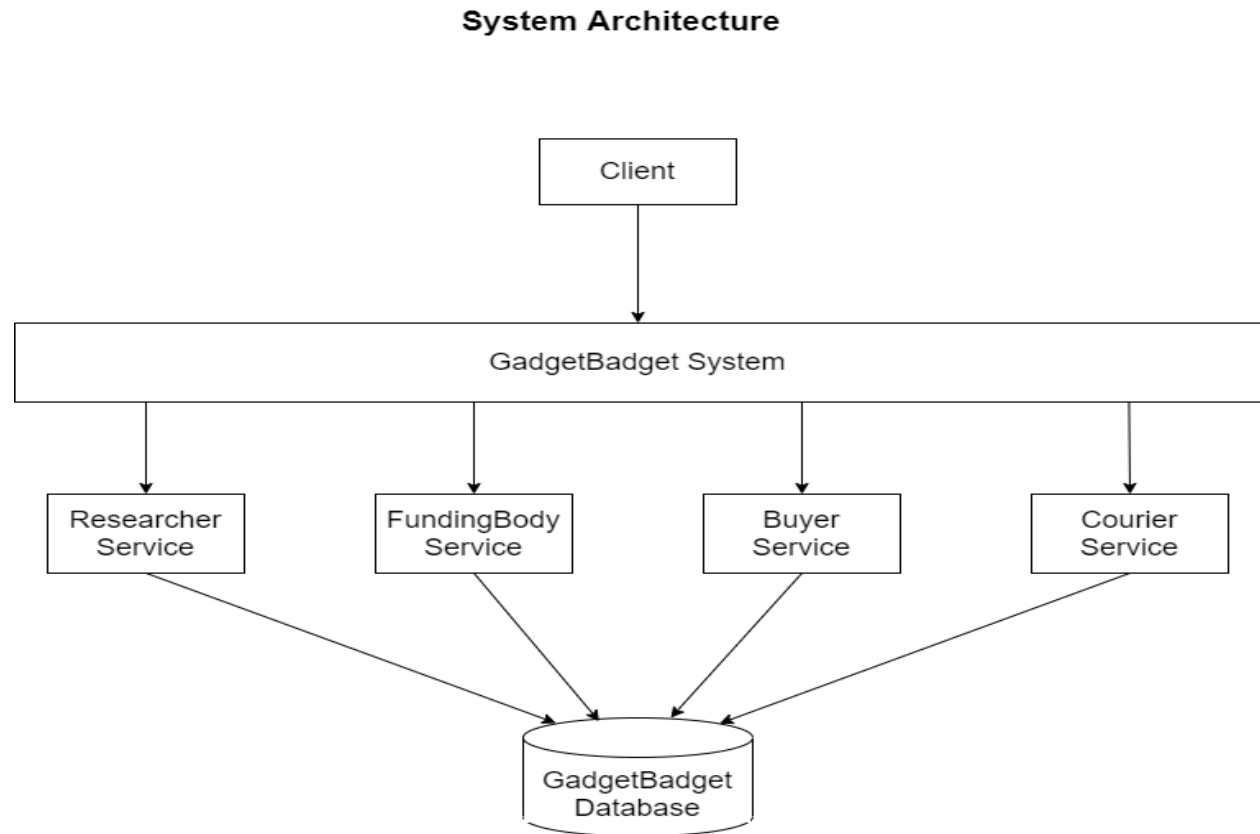 System Architecture
Client
GadgetBadget System
Researcher
Service
FundingBody
Service
Buyer
Service
Courier
Service
GadgetBadget
Database